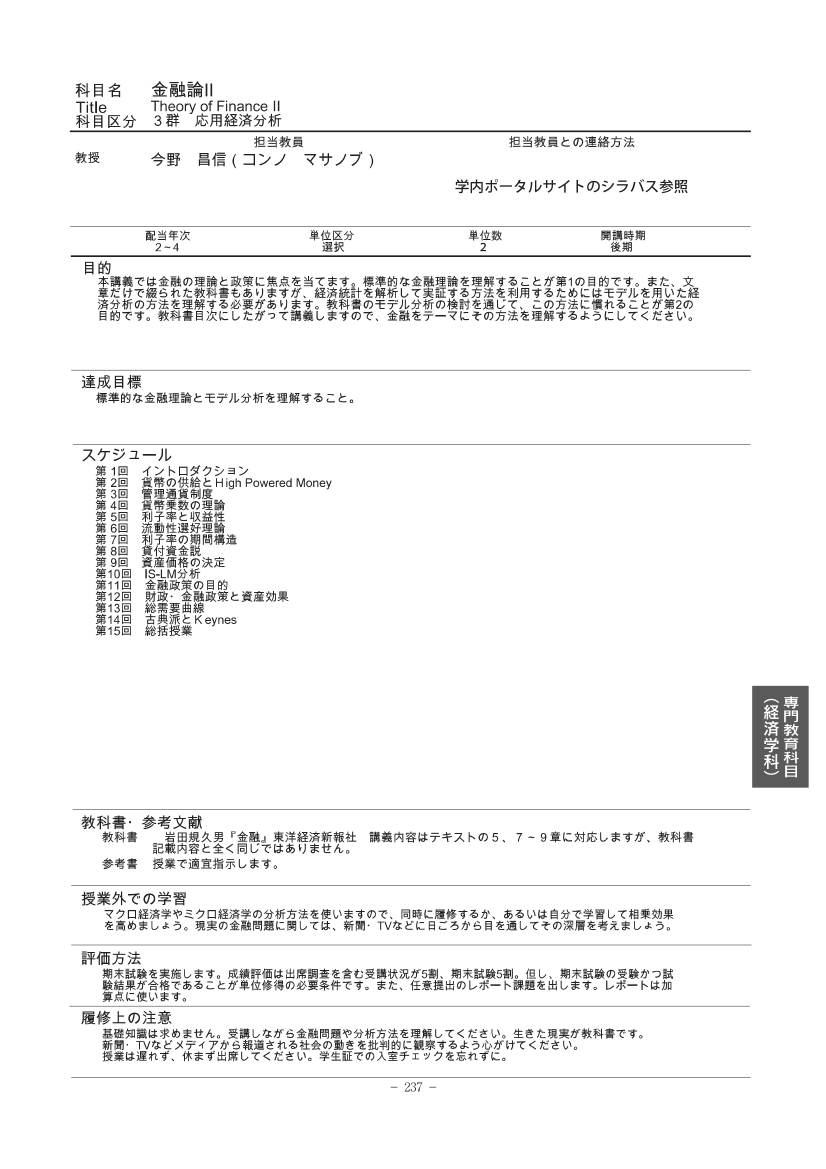 科目名 金融論II
Title Theory of Finance II
科目区分 3群 応用経済分析
担当教員 担当教員との連絡方法
教授 今野 昌信(コンノ マサノブ)
学内ポータルサイトのシラバス参照
配当年次 単位区分 単位数 開講時期
2~4 選択 2 後期
目的
本講義では金融の理論と政策に焦点を当てます。標準的な金融理論を理解することが第1の目的です。また、文
章だけで綴られた教科書もありますが、経済統計を解析して実証する方法を利用するためにはモデルを用いた経
済分析の方法を理解する必要があります。教科書のモデル分析の検討を通して、この方法に慣れることが第2の
目的です。教科書目次にしたがって講義しますので、金融をテーマにその方法を理解するようにしてください。
達成目標
標準的な金融理論とモデル分析を理解すること。
スケジュール
第 1回 イントロダクション
第 2回 貨幣の供給とHigh Powered Money
第 3回 管理通貨制度
第 4回 貨幣乗数の理論
第 5回 利子率と収益性
第 6回 流動性選好理論
第 7回 利子率の期間構造
第 8回 貸付資金説
第 9回 資産価格の決定
第10回 IS-LM分析
第11回 金融政策の目的
第12回 財政・金融政策と資産効果
第13回 総需要曲線
第14回 古典派とKeynes
第15回 総括授業
専門教育科目
(経済学科)
教科書・参考文献
教科書 岩田規久男『金融』東洋経済新報社 講義内容はテキストの5、7~9章に対応しますが、教科書
記載内容と全く同じではありません。
参考書 授業で適宜指示します。
授業外での学習
マクロ経済学やミクロ経済学の分析方法を使いますので、同時に履修するか、あるいは自分で学習して相乗効果
を高めましょう。現実の金融問題に関しては、新聞・TVなどに日ごろから目を通してその深層を考えましょう。
評価方法
期末試験を実施します。成績評価は出席調査を含む受講状況が5割、期末試験5割。但し、期末試験の受験かつ試
験結果が合格であることが単位修得の必要条件です。また、任意提出のレポート課題を出します。レポートは加
算点に使います。
履修上の注意
基礎知識は求めません。受講しながら金融問題や分析方法を理解してください。生きた現実が教科書です。
新聞・TVなどメディアから報道される社会の動きを批判的に観察するよう心がけてください。
授業は遅れず、休まず出席してください。学生証での入室チェックを忘れずに。
- 237 -